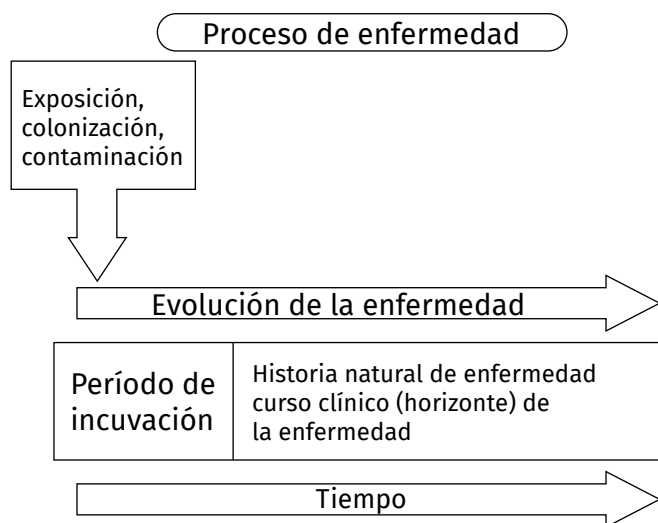 Proceso de enfermedad
Exposición,
colonización,
contaminación
Evolución de la enfermedad
Período de
incuvación
Historia natural de enfermedad
curso clínico (horizonte) de
la enfermedad
Tiempo